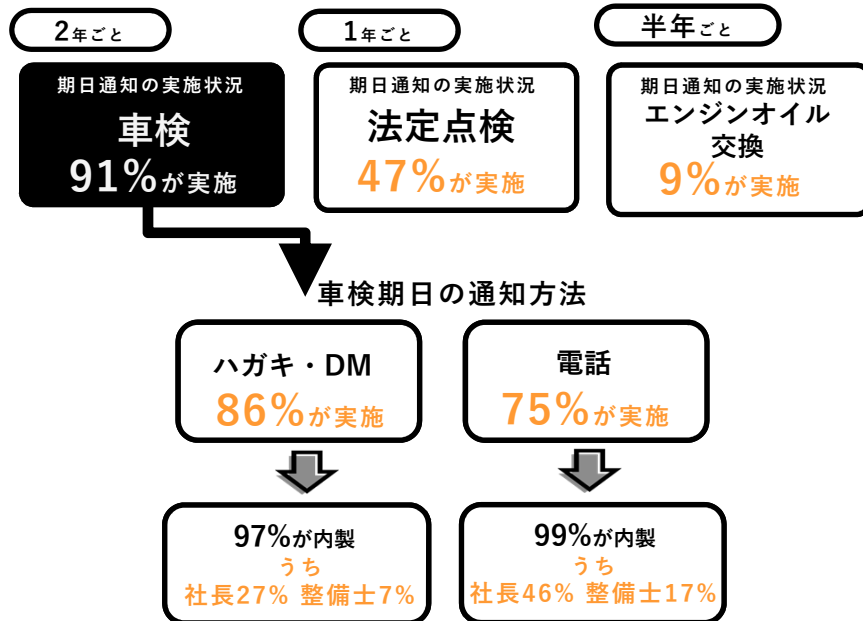 2年ごと
期日通知の実施状況
車検
91%が実施
1年ごと
期日通知の実施状況
法定点検
47%が実施
半年ごと
期日通知の実施状況
エンジンオイル
交換
9%が実施
車検期日の通知方法
ハガキ・DM
86%が実施
97%が内製
うち
社長27% 整備士7%
電話
75%が実施
99%が内製
うち
社長46% 整備士17%